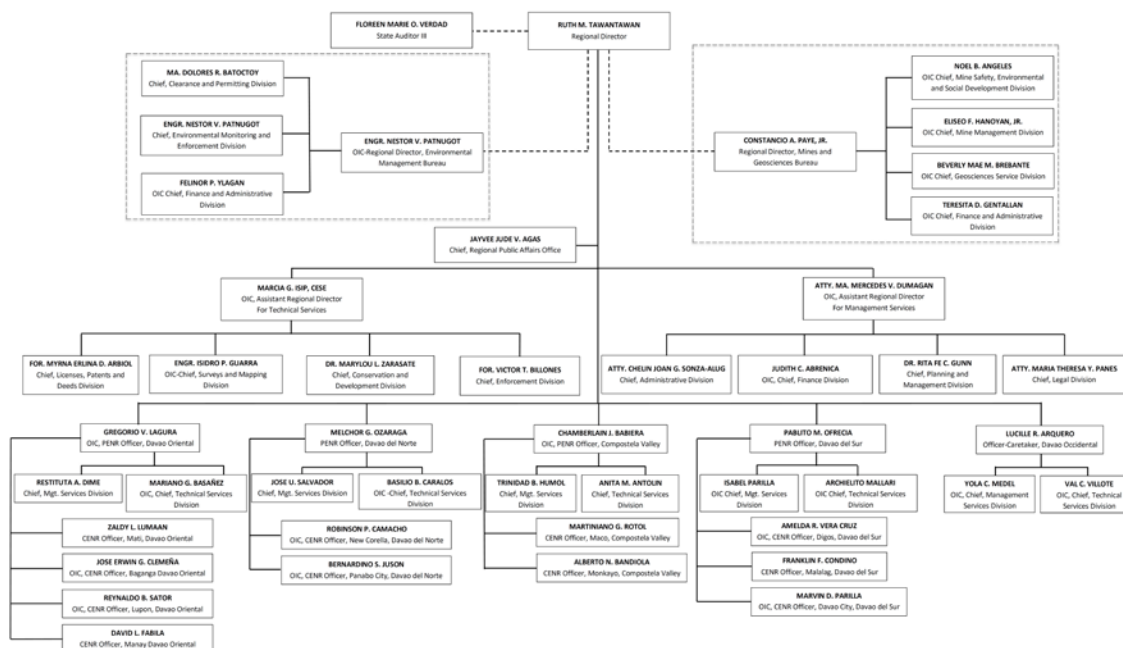 FLOREEN MARIE O. VERDAD
State Auditor III
RUTH M. TAWANTAWAN
Regional Director
MA. DOLORES R. BATOCTOY
Chief, Clearance and Permitting Division
ENGR. NESTOR V. PATNUGOT
Chief, Environmental Monitoring and
Enforcement Division
FELINOR P. YLAGAN
OIC Chief, Finance and Administrative
Division
ENGR. NESTOR V. PATNUGOT
OIC-Regional Director, Environmental
Management Bureau
CONSTANCIO A. PAYE, JR.
Regional Director, Mines and
Geosciences Bureau
NOEL B. ANGELES
OIC Chief, Mine Safety, Environmental
and Social Development Division
ELISEO F. HANOYAN, JR.
OIC Chief, Mine Management Division
BEVERLY MAE M. BREBANTE
OIC Chief, Geosciences Service Division
TERESITA D. GENTALLAN
OIC Chief, Finance and Administrative
Division
JAYVEE JUDE V. AGAS
Chief, Regional Public Affairs Office
MARCIA G. ISIP, CESE
OIC, Assistant Regional Director
For Technical Services
ATTY. MA. MERCEDES V. DUMAGAN
OIC, Assistant Regional Director
For Management Services
FOR. MYRNA ERLINA D. ARBIOL
Chief, Licenses, Patents and
Deeds Division
ENGR. ISIDRO P. GUARRA
OIC-Chief, Surveys and Mapping
Division
DR. MARYLOU L. ZARASATE
Chief, Conservation and
Development Division
FOR. VICTOR T. BILLONES
Chief, Enforcement Division
ATTY. CHELIN JOAN G. SONZA-ALUG
Chief, Administrative Division
JUDITH C. ABRENICA
OIC, Chief, Finance Division
DR. RITA FE C. GUNN
Chief, Planning and
Management Division
ATTY. MARIA THERESA Y. PANES
Chief, Legal Division
GREGORIO V. LAGURA
OIC, PENR Officer, Davao Oriental
RESTITUTA A. DIME
Chief, Mgt. Services Division
MARIANO G. BASAÑEZ
OIC, Chief, Technical Services
Division
ZALDY L. LUMAAN
CENR Officer, Mati, Davao Oriental
JOSE ERWIN G. CLEMEÑA
OIC, CENR Officer, Baganga Davao Oriental
REYNALDO B. SATOR
OIC, CENR Officer, Lupon, Davao Oriental
DAVID L. FABILA
CENR Officer, Manay Davao Oriental
MELCHOR G. OZARAGA
PENR Officer, Davao del Norte
JOSE U. SALVADOR
Chief, Mgt. Services Division
BASILIO B. CARALOS
OIC -Chief, Technical Services
Division
ROBINSON P. CAMACHO
OIC, CENR Officer, New Corella, Davao del Norte
BERNARDINO S. JUSON
OIC, CENR Officer, Panabo City, Davao del Norte
CHAMBERLAIN J. BABIERA
OIC, PENR Officer, Compostela Valley
TRINIDAD B. HUMOL
Chief, Mgt. Services
Division
ANITA M. ANTOLIN
Chief, Technical Services
Division
MARTINIANO G. ROTOL
CENR Officer, Maco, Compostela Valley
ALBERTO N. BANDIOLA
CENR Officer, Monkayo, Compostela Valley
PABLITO M. OFRECIA
PENR Officer, Davao del Sur
ISABEL PARILLA
OIC Chief, Mgt. Services
Division
ARCHIELITO MALLARI
OIC Chief, Technical Services
Division
AMELDA R. VERA CRUZ
OIC, CENR Officer, Digos, Davao del Sur
FRANKLIN F. CONDINO
CENR Officer, Malalag, Davao del Sur
MARVIN D. PARILLA
OIC, CENR Officer, Davao City, Davao del Sur
LUCILLE R. ARQUERO
Officer-Caretaker, Davao Occidental
YOLA C. MEDEL
OIC, Chief, Management
Services Division
VAL C. VILLOTE
OIC, Chief, Technical
Services Division